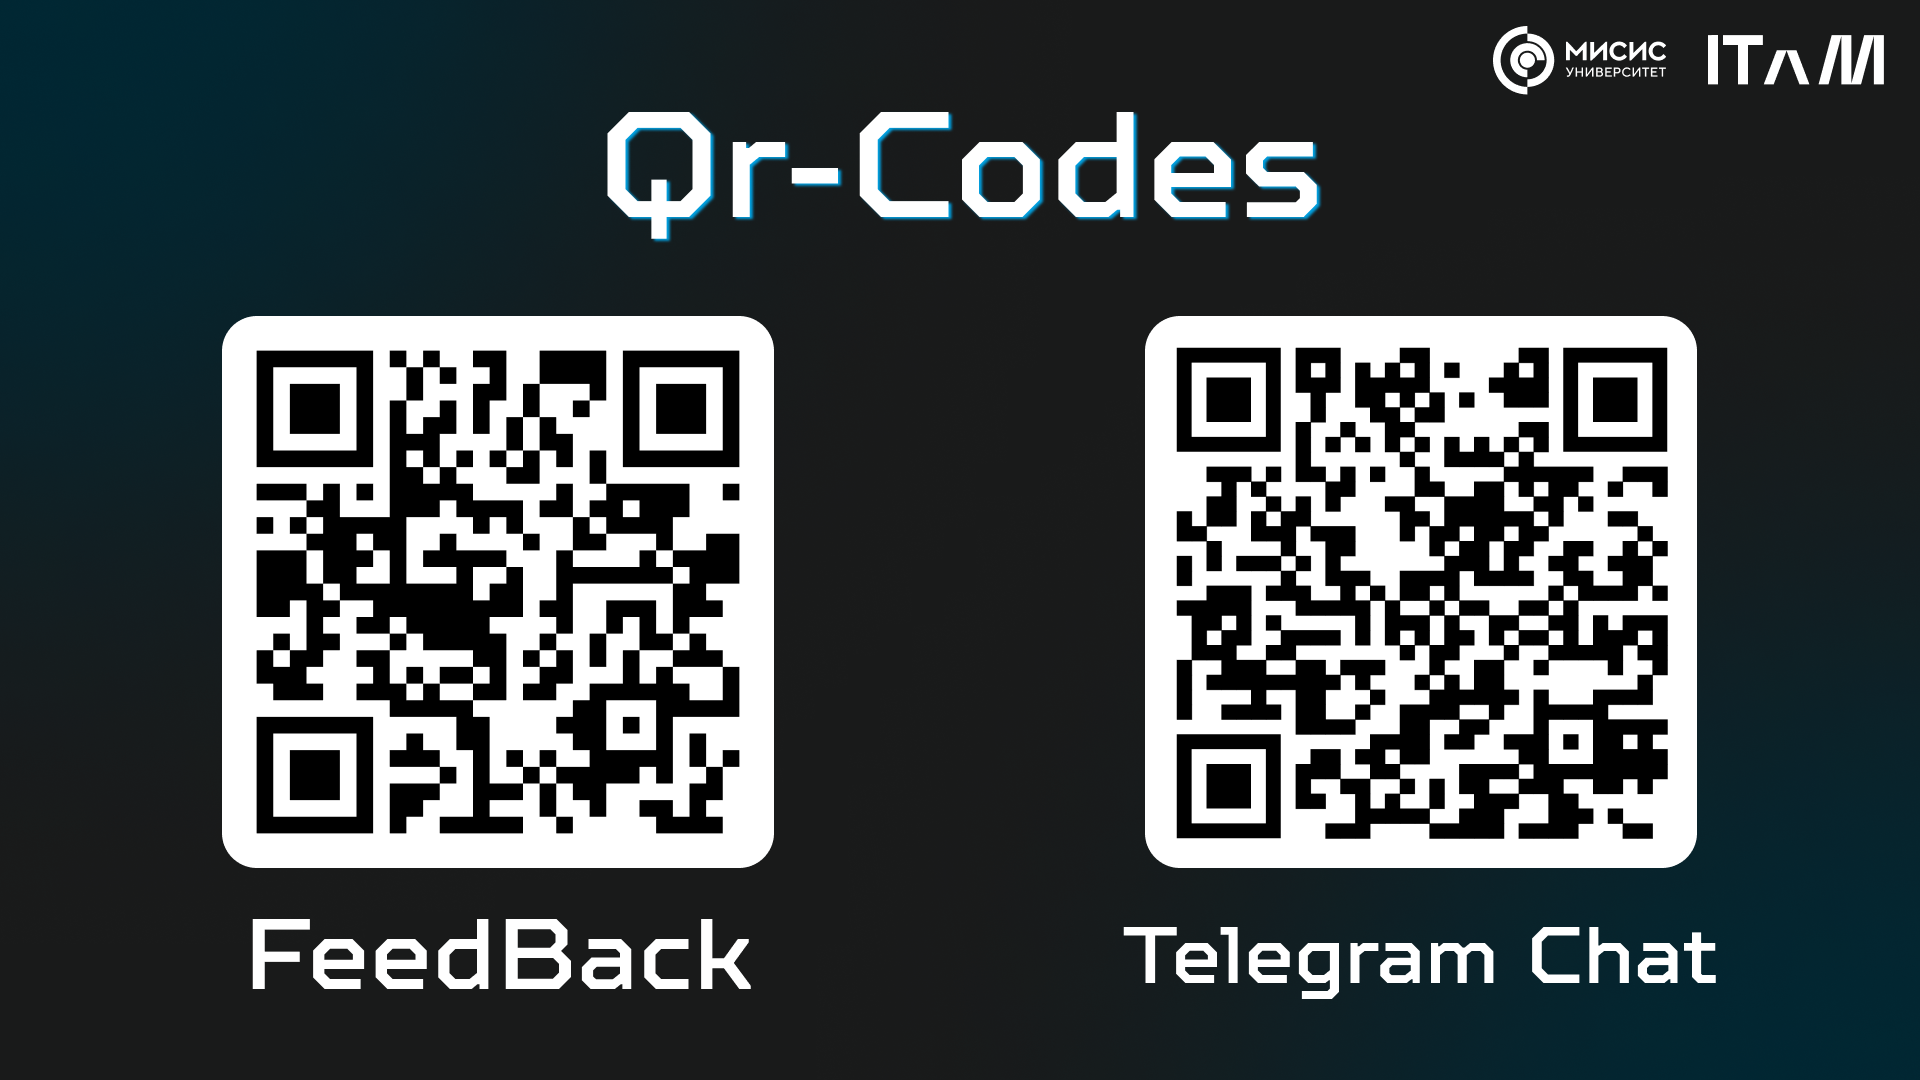 МИСИС
УНИВЕРСИТЕТ
ITAM
Qr-Codes
FeedBack
Telegram Chat